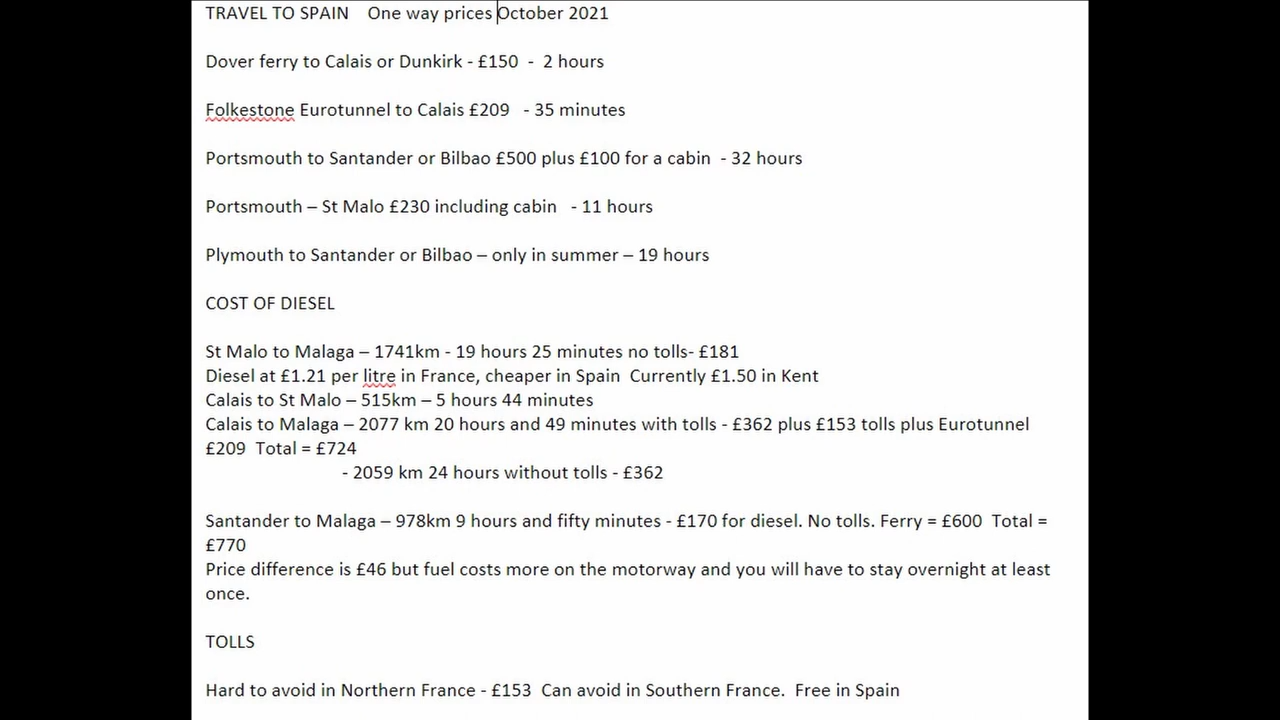 TRAVEL TO SPAIN    One way prices October 2021
Dover ferry to Calais or Dunkirk - £150  -  2 hours
Folkestone Eurotunnel to Calais £209   - 35 minutes
Portsmouth to Santander or Bilbao £500 plus £100 for a cabin  - 32 hours
Portsmouth – St Malo £230 including cabin   - 11 hours
Plymouth to Santander or Bilbao – only in summer – 19 hours
COST OF DIESEL
St Malo to Malaga – 1741km - 19 hours 25 minutes no tolls- £181
Diesel at £1.21 per litre in France, cheaper in Spain  Currently £1.50 in Kent
Calais to St Malo – 515km – 5 hours 44 minutes
Calais to Malaga – 2077 km 20 hours and 49 minutes with tolls - £362 plus £153 tolls plus Eurotunnel
£209  Total = £724
- 2059 km 24 hours without tolls - £362
Santander to Malaga – 978km 9 hours and fifty minutes - £170 for diesel. No tolls. Ferry = £600  Total =
£770
Price difference is £46 but fuel costs more on the motorway and you will have to stay overnight at least
once.
TOLLS
Hard to avoid in Northern France - £153  Can avoid in Southern France.  Free in Spain